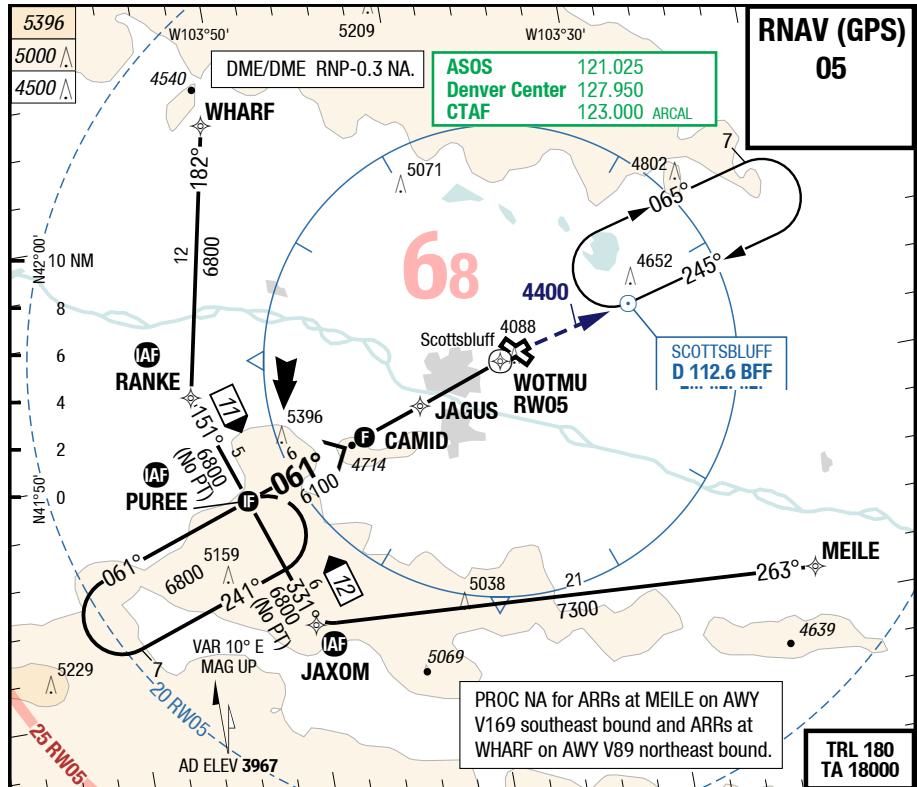 5396
5000
4500
W103°50'
5209
W103°30'
RNAV (GPS)
05
DME/DME RNP-0.3 NA.
ASOS 121.025
Denver Center 127.950
CTAF 123.000 ARCAL
4540
WHARF
182°
12
6800
5071
4802
7
065°
245°
4652
68
N42°00'
10 NM
8
6
4
2
0
N41°50'
4400
Scottsbluff
4088
SCOTTSBLUFF
D 112.6 BFF
WOTMU
RW05
IAF
RANKE
JAGUS
11
151°
5
6800
(No PT)
5396
F
CAMID
4714
6
061°
6100
IAF
PUREE
IF
061°
5159
6800
241°
7
331°
6
6800
(No PT)
12
MEILE
263°
21
7300
5038
IAF
JAXOM
5069
4639
5229
VAR 10° E
MAG UP
20 RW05
25 RW05
AD ELEV 3967
PROC NA for ARRs at MEILE on AWY
V169 southeast bound and ARRs at
WHARF on AWY V89 northeast bound.
TRL 180
TA 18000